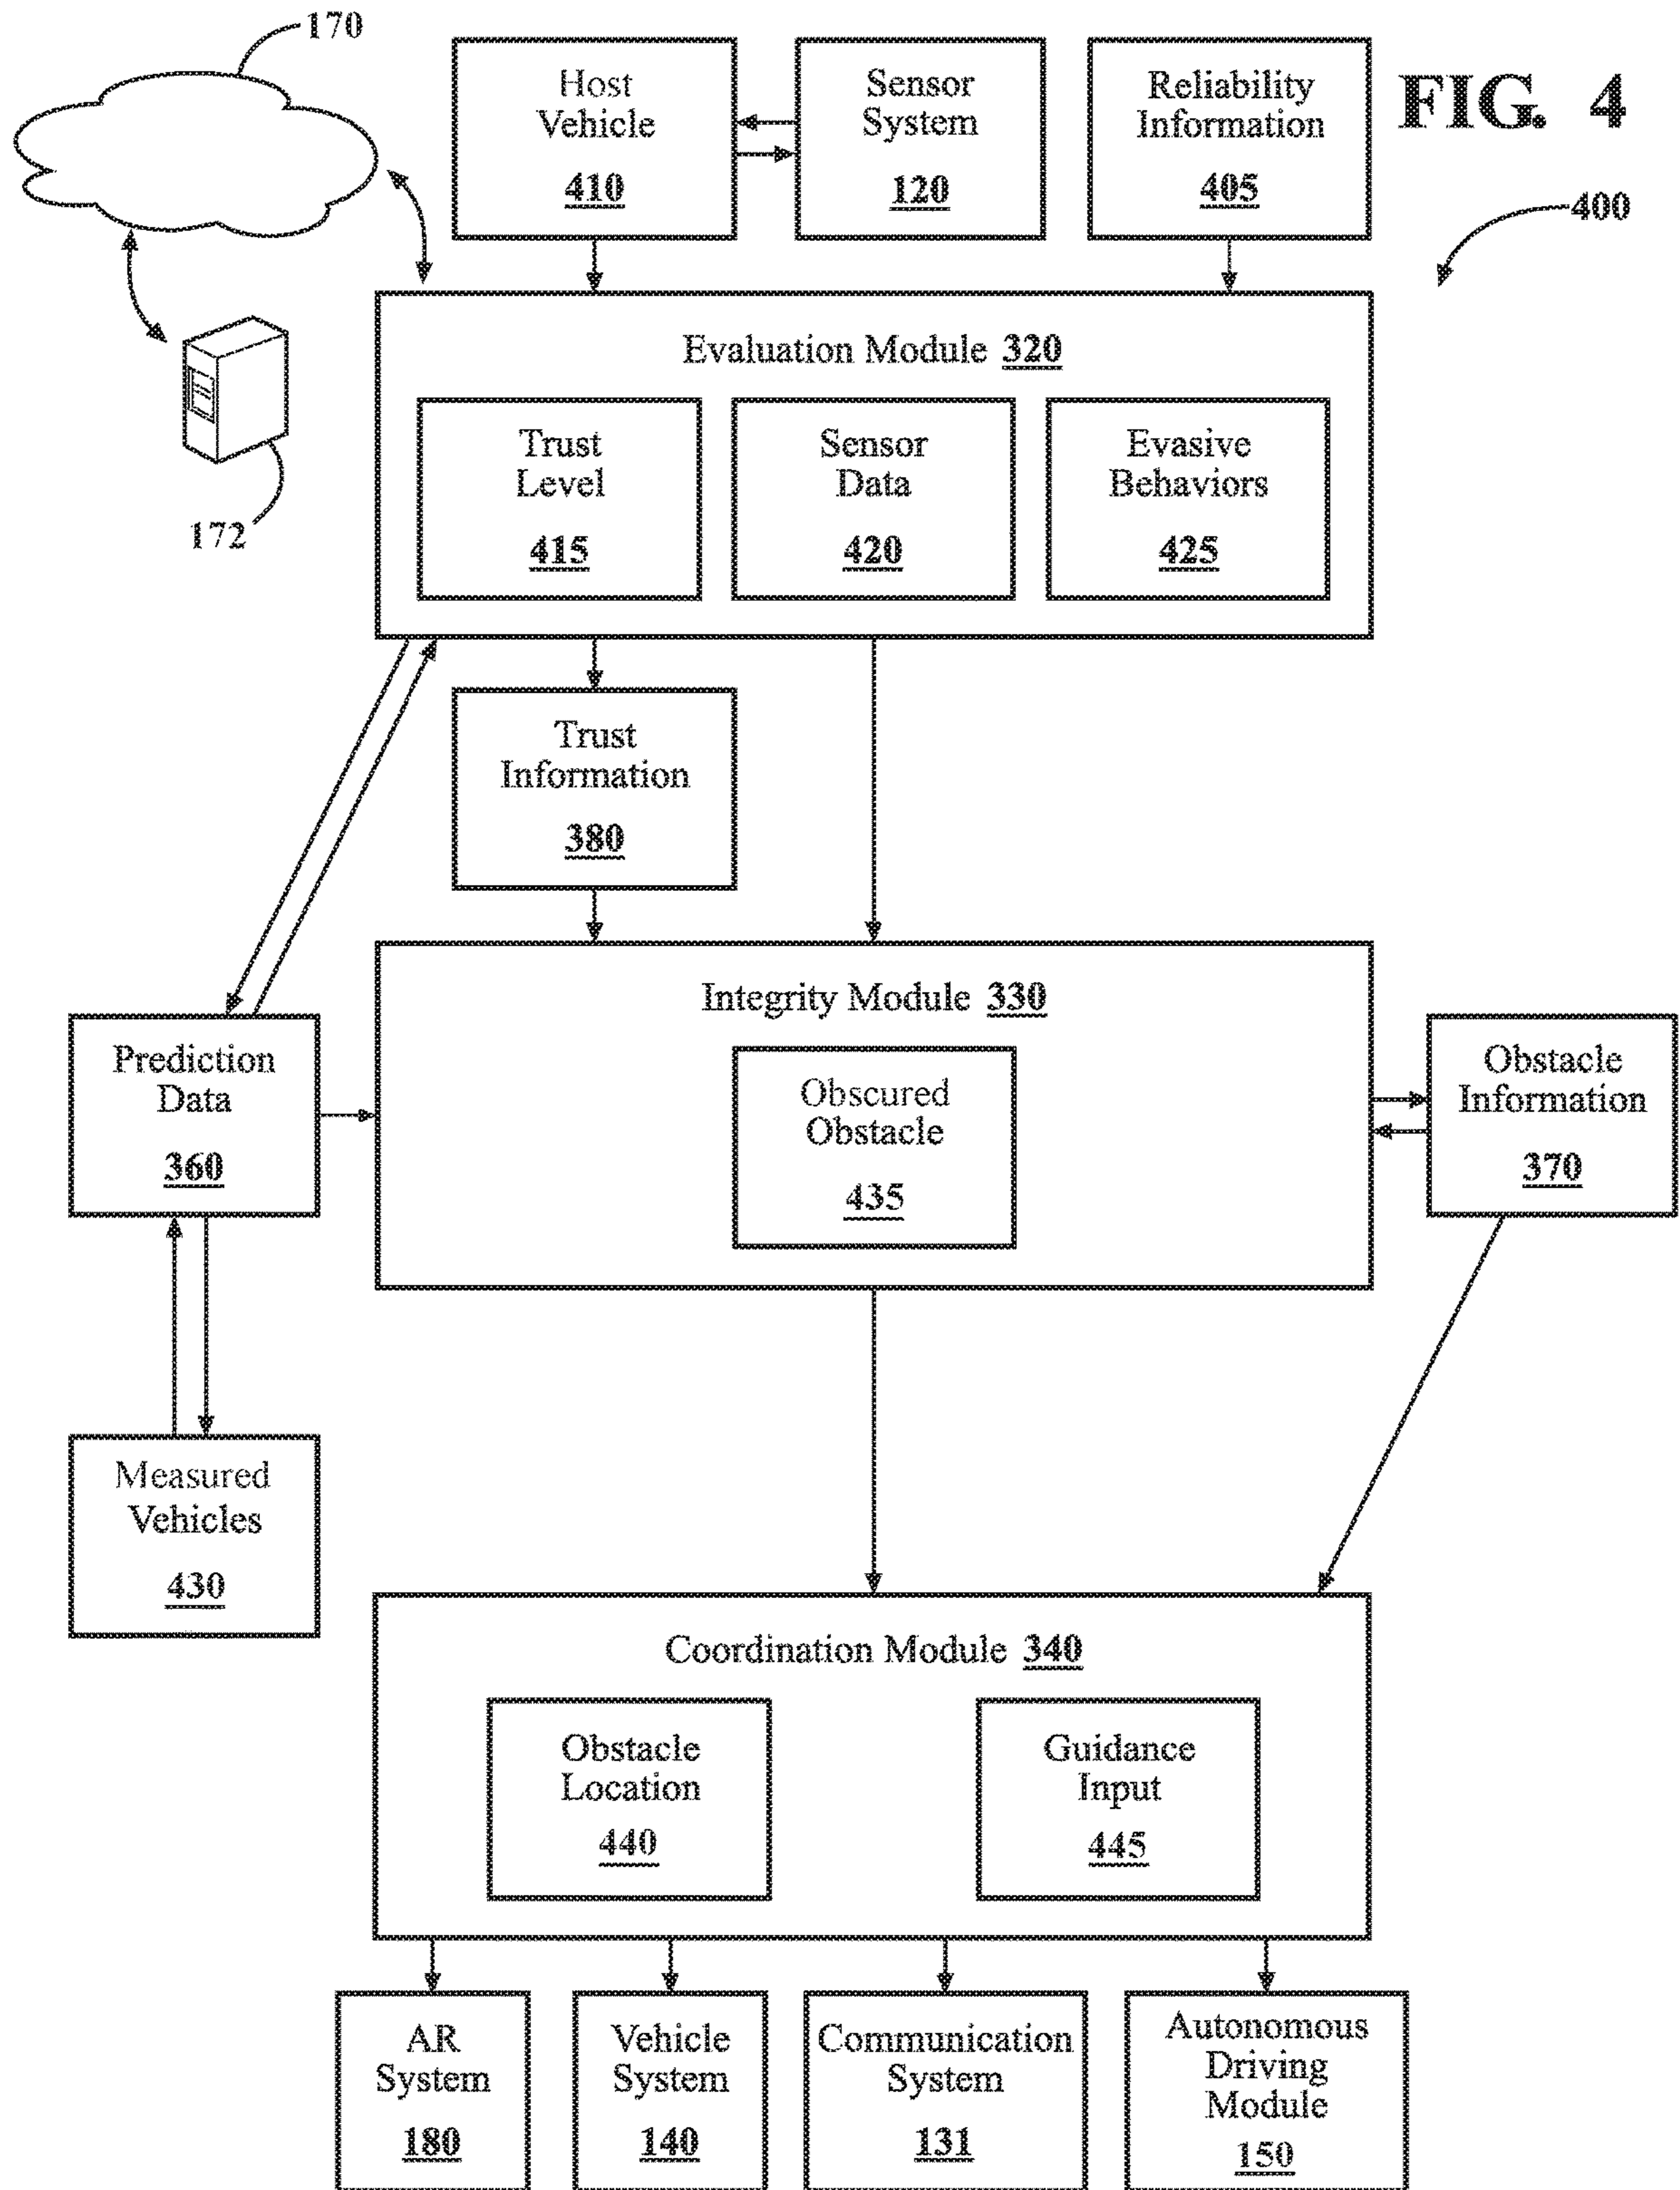 170
Host
Vehicle
410
Sensor
System
120
Reliability
Information
405
FIG. 4
400
172
Evaluation Module 320
Trust
Level
415
Sensor
Data
420
Evasive
Behaviors
425
Trust
Information
380
Integrity Module 330
Obscured
Obstacle
435
Prediction
Data
360
Obstacle
Information
370
Measured
Vehicles
430
Coordination Module 340
Obstacle
Location
440
Guidance
Input
445
AR
System
180
Vehicle
System
140
Communication
System
131
Autonomous
Driving
Module
150